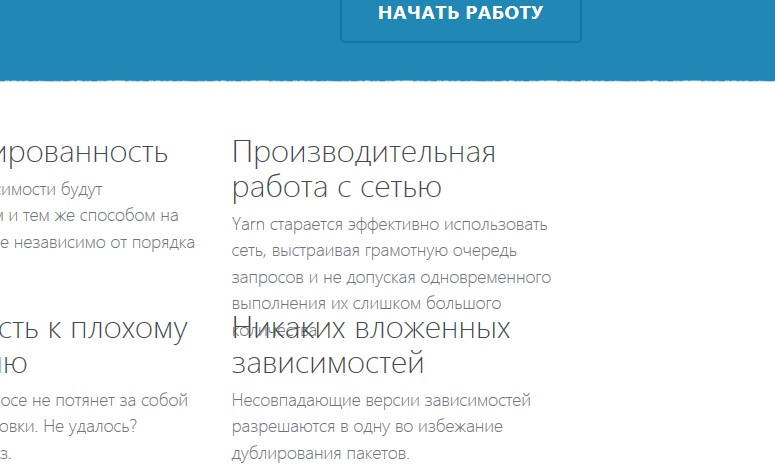 НАЧАТЬ РАБОТУ
ированность
симости будут
м и тем же способом на
е независимо от порядка
Производительная
работа с сетью
Yarn старается эффективно использовать
сеть, выстраивая грамотную очередь
запросов и не допуская одновременного
выполнения их слишком большого
количества.
сть к плохому
ю
осе не потянет за собой
овки. Не удалось?
з.
Никаких вложенных
зависимостей
Несовпадающие версии зависимостей
разрешаются в одну во избежание
дублирования пакетов.